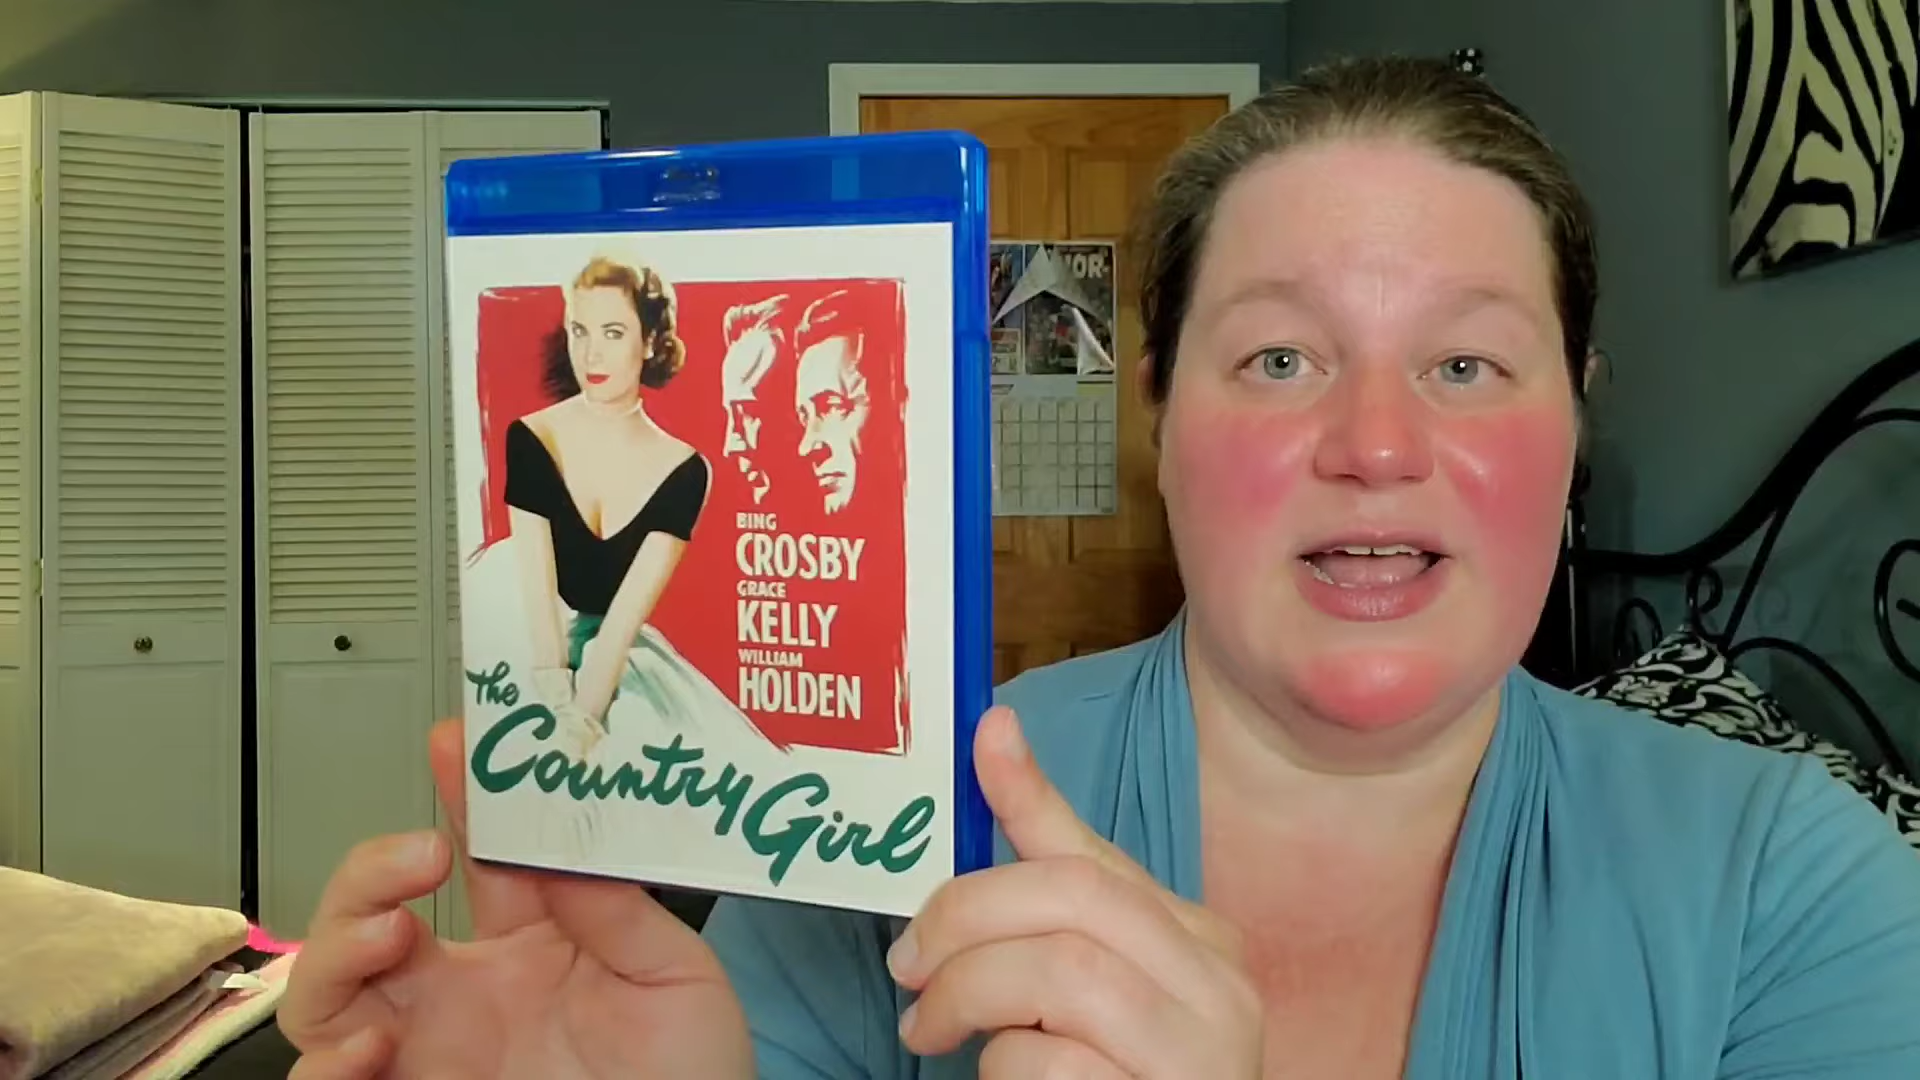 BING
CROSBY
GRACE
KELLY
WILLIAM
HOLDEN
The
Country Girl